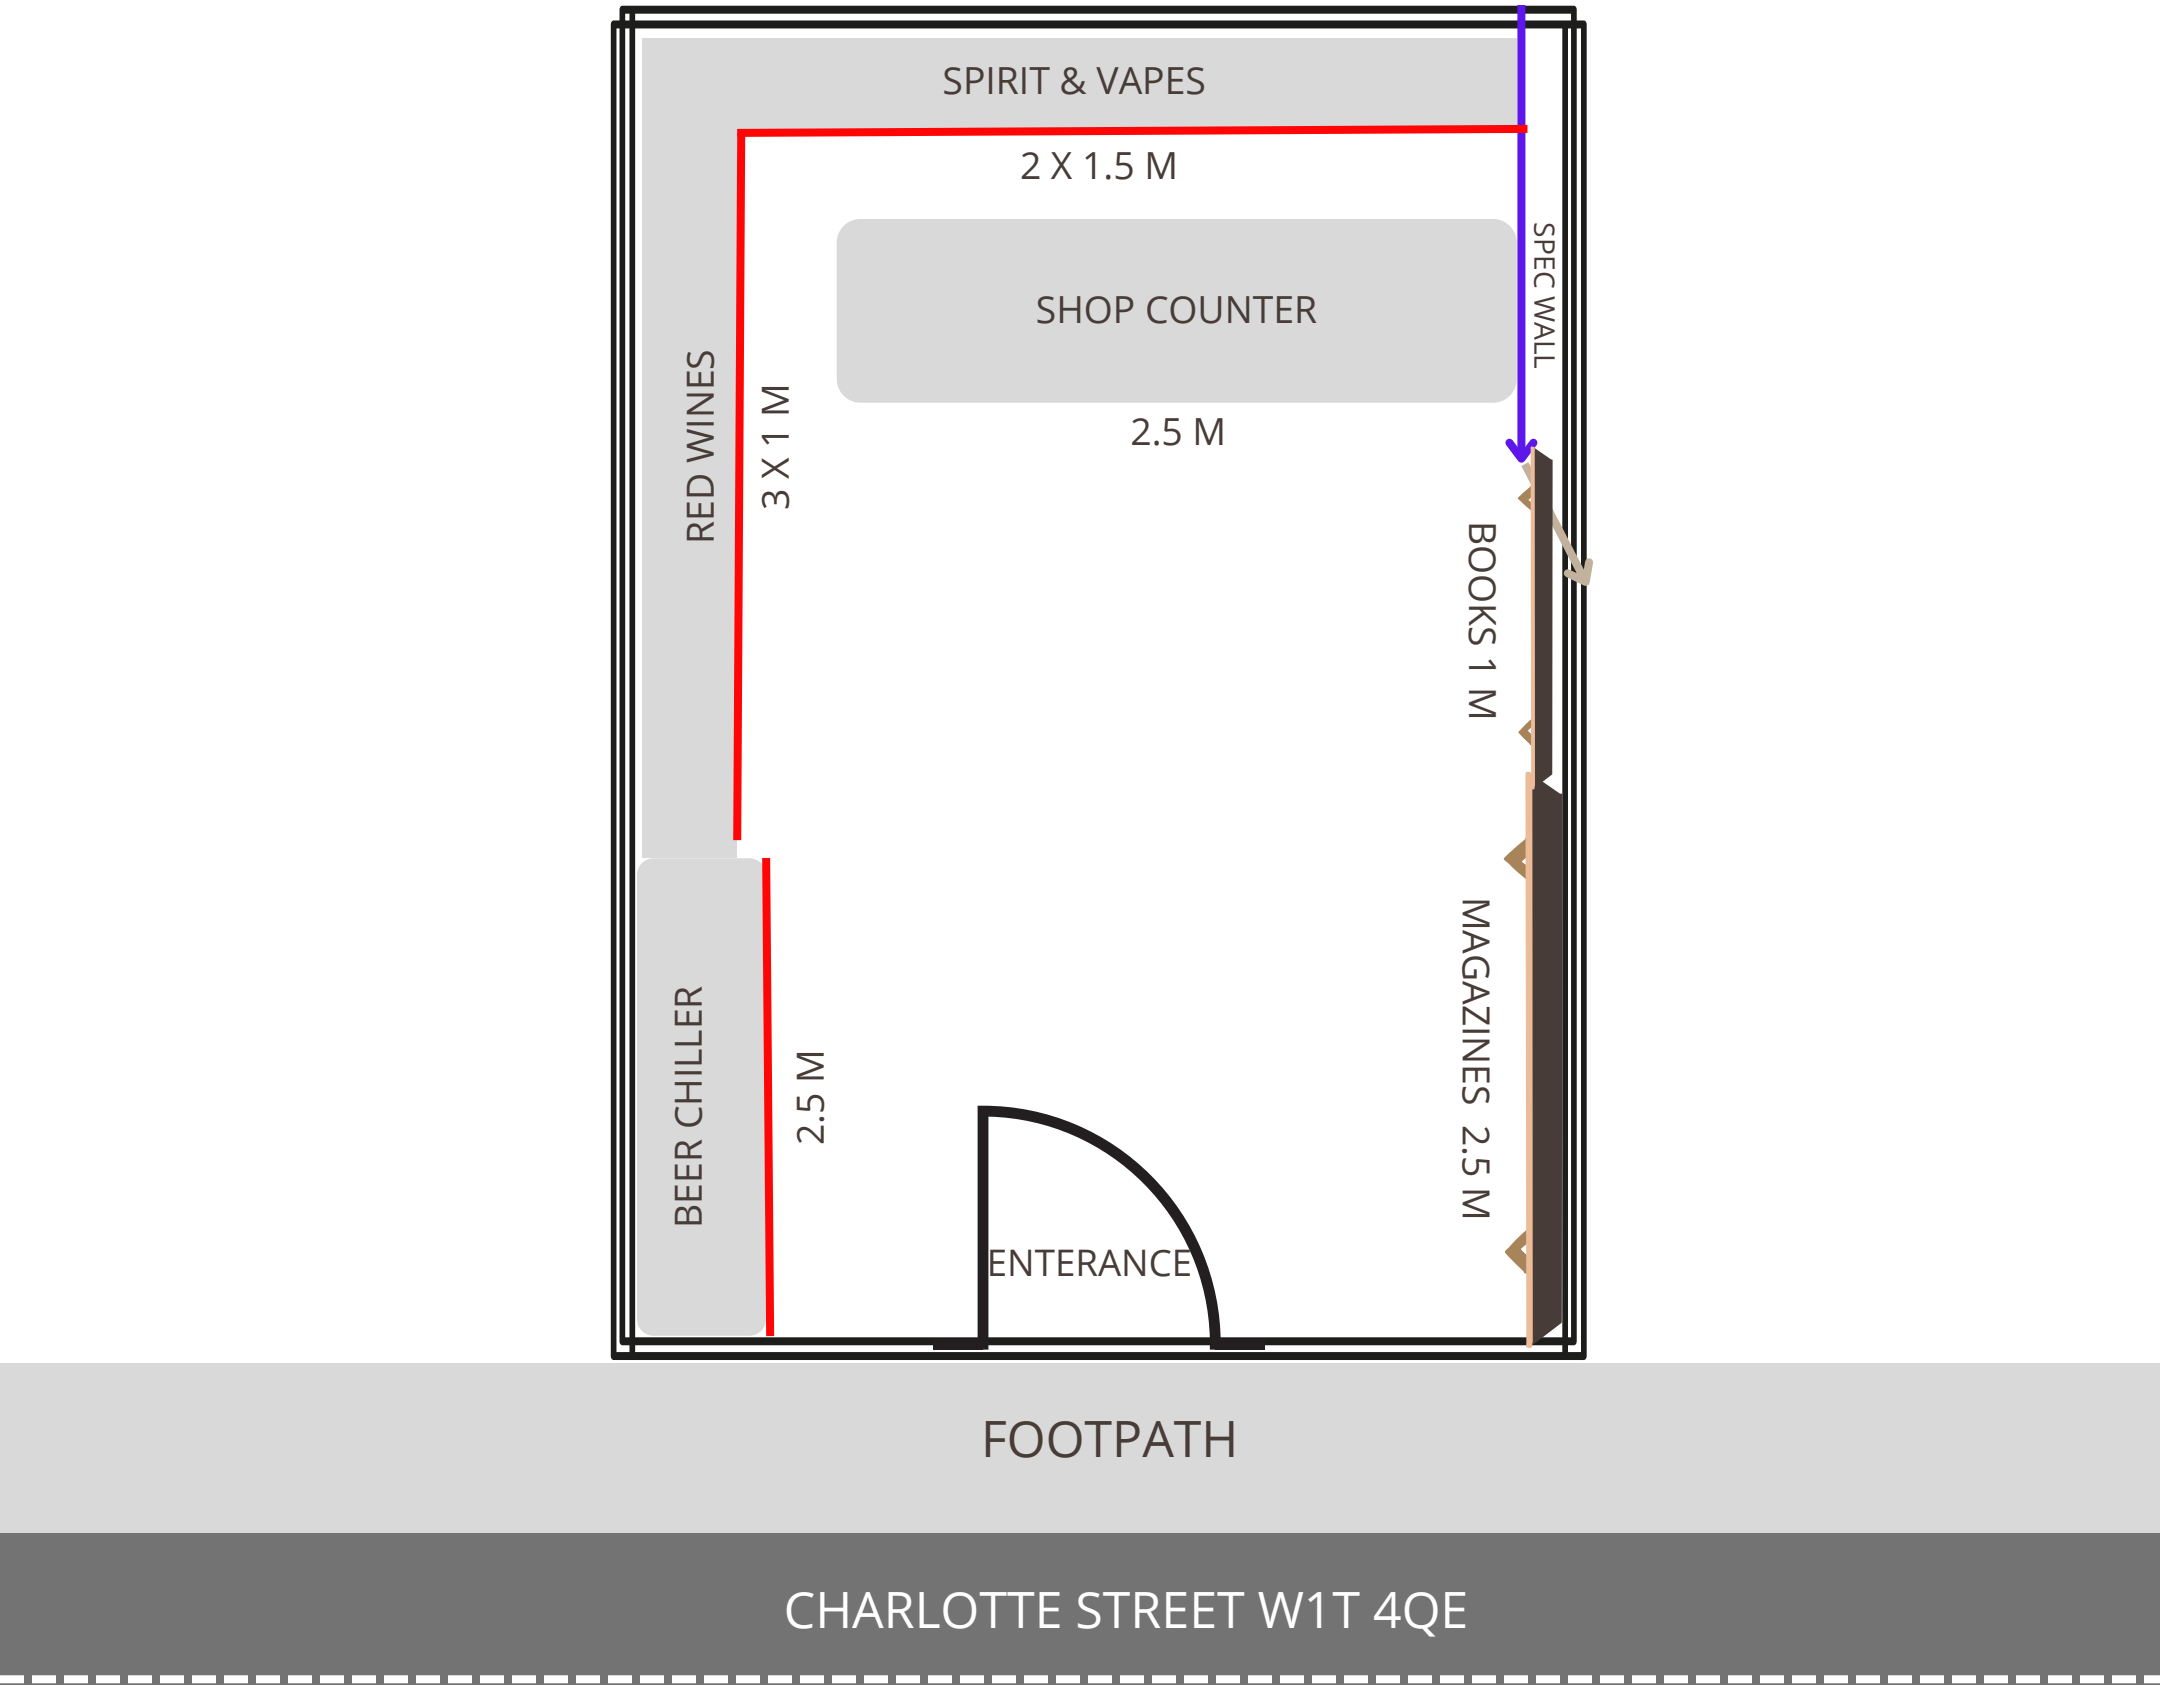 SPIRIT & VAPES
2 X 1.5 M
SHOP COUNTER
SPEC WALL
2.5 M
RED WINES
3 X 1 M
BOOKS 1 M
MAGAZINES 2.5 M
BEER CHILLER
2.5 M
ENTERANCE
FOOTPATH
CHARLOTTE STREET W1T 4QE